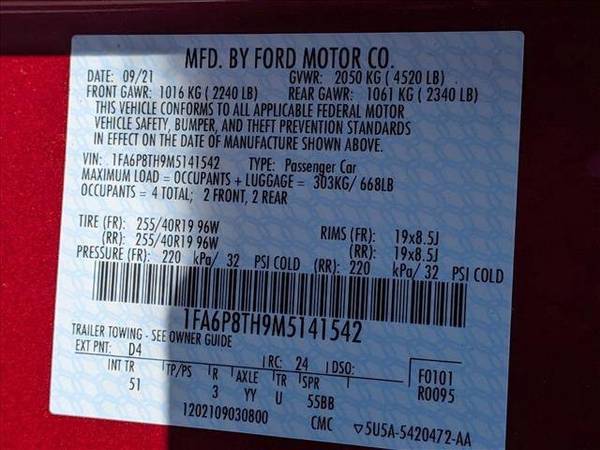 MFD. BY FORD MOTOR CO.
DATE: 09/21 GVWR: 2050 KG ( 4520 LB)
FRONT GAWR: 1016 KG ( 2240 LB) REAR GAWR: 1061 KG ( 2340 LB)
THIS VEHICLE CONFORMS TO ALL APPLICABLE FEDERAL MOTOR
VEHICLE SAFETY, BUMPER, AND THEFT PREVENTION STANDARDS
IN EFFECT ON THE DATE OF MANUFACTURE SHOWN ABOVE.
VIN: 1FA6P8TH9M5141542 TYPE: Passenger Car
MAXIMUM LOAD = OCCUPANTS + LUGGAGE = 303KG/ 668LB
OCCUPANTS = 4 TOTAL; 2 FRONT, 2 REAR
TIRE (FR): 255/40R19 96W RIMS (FR): 19x8.5J
(RR): 255/40R19 96W (RR): 19x8.5J
PRESSURE (FR): 220 kPa/ 32 PSI COLD (RR): 220 kPa/ 32 PSI COLD
1FA6P8TH9M5141542
TRAILER TOWING - SEE OWNER GUIDE
EXT PNT: D4 RC: 24 DSO: F0101
INT TR TP/PS R AXLE TR SPR R0095
51 3 YY U 55BB
1202109030800 CMC ▽5U5A-5420472-AA